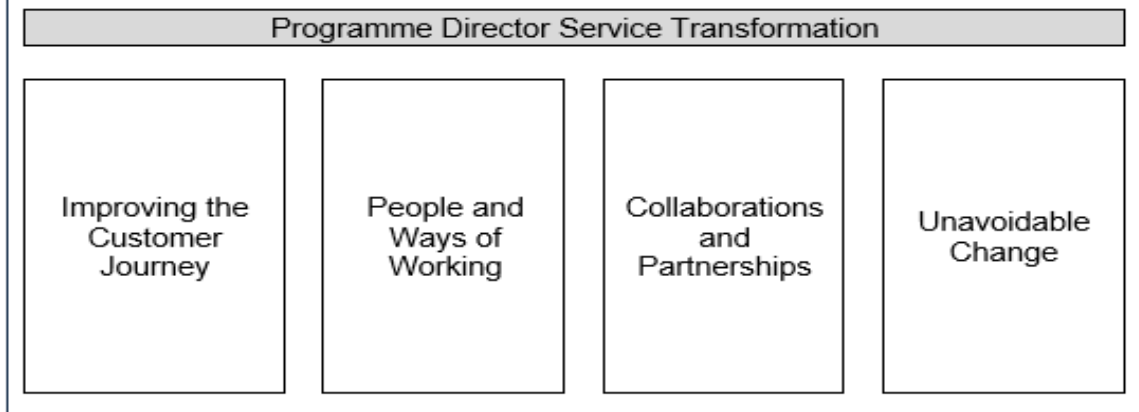 Programme Director Service Transformation
Improving the
Customer
Journey
People and
Ways of
Working
Collaborations
and
Partnerships
Unavoidable
Change